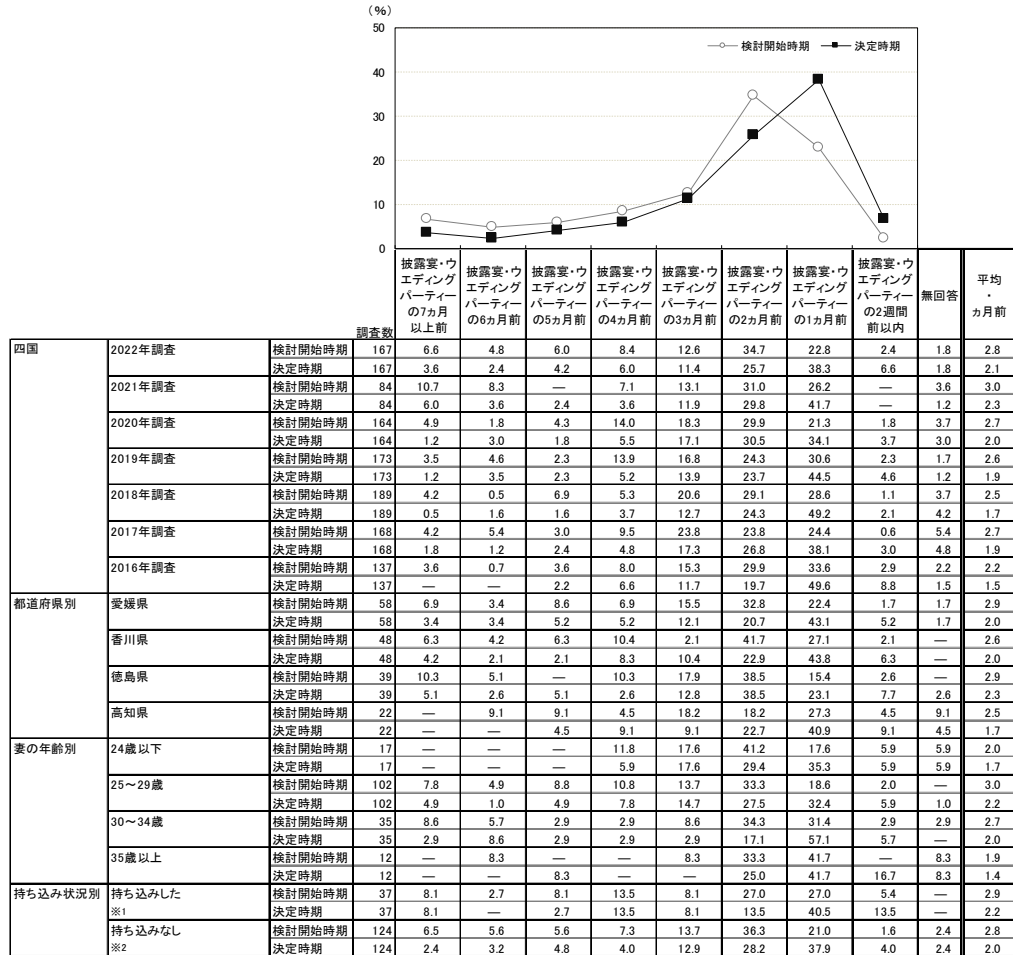 (%)
50
40
30
20
10
0
検討開始時期 決定時期
調査数 披露宴・ウエディングパーティーの7ヵ月以上前 披露宴・ウエディングパーティーの6ヵ月前 披露宴・ウエディングパーティーの5ヵ月前 披露宴・ウエディングパーティーの4ヵ月前 披露宴・ウエディングパーティーの3ヵ月前 披露宴・ウエディングパーティーの2ヵ月前 披露宴・ウエディングパーティーの1ヵ月前 披露宴・ウエディングパーティーの2週間前以内 無回答 平均・ヵ月前
四国 2022年調査 検討開始時期 167 6.6 4.8 6.0 8.4 12.6 34.7 22.8 2.4 1.8 2.8
決定時期 167 3.6 2.4 4.2 6.0 11.4 25.7 38.3 6.6 1.8 2.1
2021年調査 検討開始時期 84 10.7 8.3 — 7.1 13.1 31.0 26.2 — 3.6 3.0
決定時期 84 6.0 3.6 2.4 3.6 11.9 29.8 41.7 — 1.2 2.3
2020年調査 検討開始時期 164 4.9 1.8 4.3 14.0 18.3 29.9 21.3 1.8 3.7 2.7
決定時期 164 1.2 3.0 1.8 5.5 17.1 30.5 34.1 3.7 3.0 2.0
2019年調査 検討開始時期 173 3.5 4.6 2.3 13.9 16.8 24.3 30.6 2.3 1.7 2.6
決定時期 173 1.2 3.5 2.3 5.2 13.9 23.7 44.5 4.6 1.2 1.9
2018年調査 検討開始時期 189 4.2 0.5 6.9 5.3 20.6 29.1 28.6 1.1 3.7 2.5
決定時期 189 0.5 1.6 1.6 3.7 12.7 24.3 49.2 2.1 4.2 1.7
2017年調査 検討開始時期 168 4.2 5.4 3.0 9.5 23.8 23.8 24.4 0.6 5.4 2.7
決定時期 168 1.8 1.2 2.4 4.8 17.3 26.8 38.1 3.0 4.8 1.9
2016年調査 検討開始時期 137 3.6 0.7 3.6 8.0 15.3 29.9 33.6 2.9 2.2 2.2
決定時期 137 — — 2.2 6.6 11.7 19.7 49.6 8.8 1.5 1.5
都道府県別 愛媛県 検討開始時期 58 6.9 3.4 8.6 6.9 15.5 32.8 22.4 1.7 1.7 2.9
決定時期 58 3.4 3.4 5.2 5.2 12.1 20.7 43.1 5.2 1.7 2.0
香川県 検討開始時期 48 6.3 4.2 6.3 10.4 2.1 41.7 27.1 2.1 — 2.6
決定時期 48 4.2 2.1 2.1 8.3 10.4 22.9 43.8 6.3 — 2.0
徳島県 検討開始時期 39 10.3 5.1 — 10.3 17.9 38.5 15.4 2.6 — 2.9
決定時期 39 5.1 2.6 5.1 2.6 12.8 38.5 23.1 7.7 2.6 2.3
高知県 検討開始時期 22 — 9.1 9.1 4.5 18.2 18.2 27.3 4.5 9.1 2.5
決定時期 22 — — 4.5 9.1 9.1 22.7 40.9 9.1 4.5 1.7
妻の年齢別 24歳以下 検討開始時期 17 — — — 11.8 17.6 41.2 17.6 5.9 5.9 2.0
決定時期 17 — — — 5.9 17.6 29.4 35.3 5.9 5.9 1.7
25～29歳 検討開始時期 102 7.8 4.9 8.8 10.8 13.7 33.3 18.6 2.0 — 3.0
決定時期 102 4.9 1.0 4.9 7.8 14.7 27.5 32.4 5.9 1.0 2.2
30～34歳 検討開始時期 35 8.6 5.7 2.9 2.9 8.6 34.3 31.4 2.9 2.9 2.7
決定時期 35 2.9 8.6 2.9 2.9 2.9 17.1 57.1 5.7 — 2.0
35歳以上 検討開始時期 12 — 8.3 — — 8.3 33.3 41.7 — 8.3 1.9
決定時期 12 — — 8.3 — — 25.0 41.7 16.7 8.3 1.4
持ち込み状況別 持ち込みした 検討開始時期 37 8.1 2.7 8.1 13.5 8.1 27.0 27.0 5.4 — 2.9
※1 決定時期 37 8.1 — 2.7 13.5 8.1 13.5 40.5 13.5 — 2.2
持ち込みなし 検討開始時期 124 6.5 5.6 5.6 7.3 13.7 36.3 21.0 1.6 2.4 2.8
※2 決定時期 124 2.4 3.2 4.8 4.0 12.9 28.2 37.9 4.0 2.4 2.0